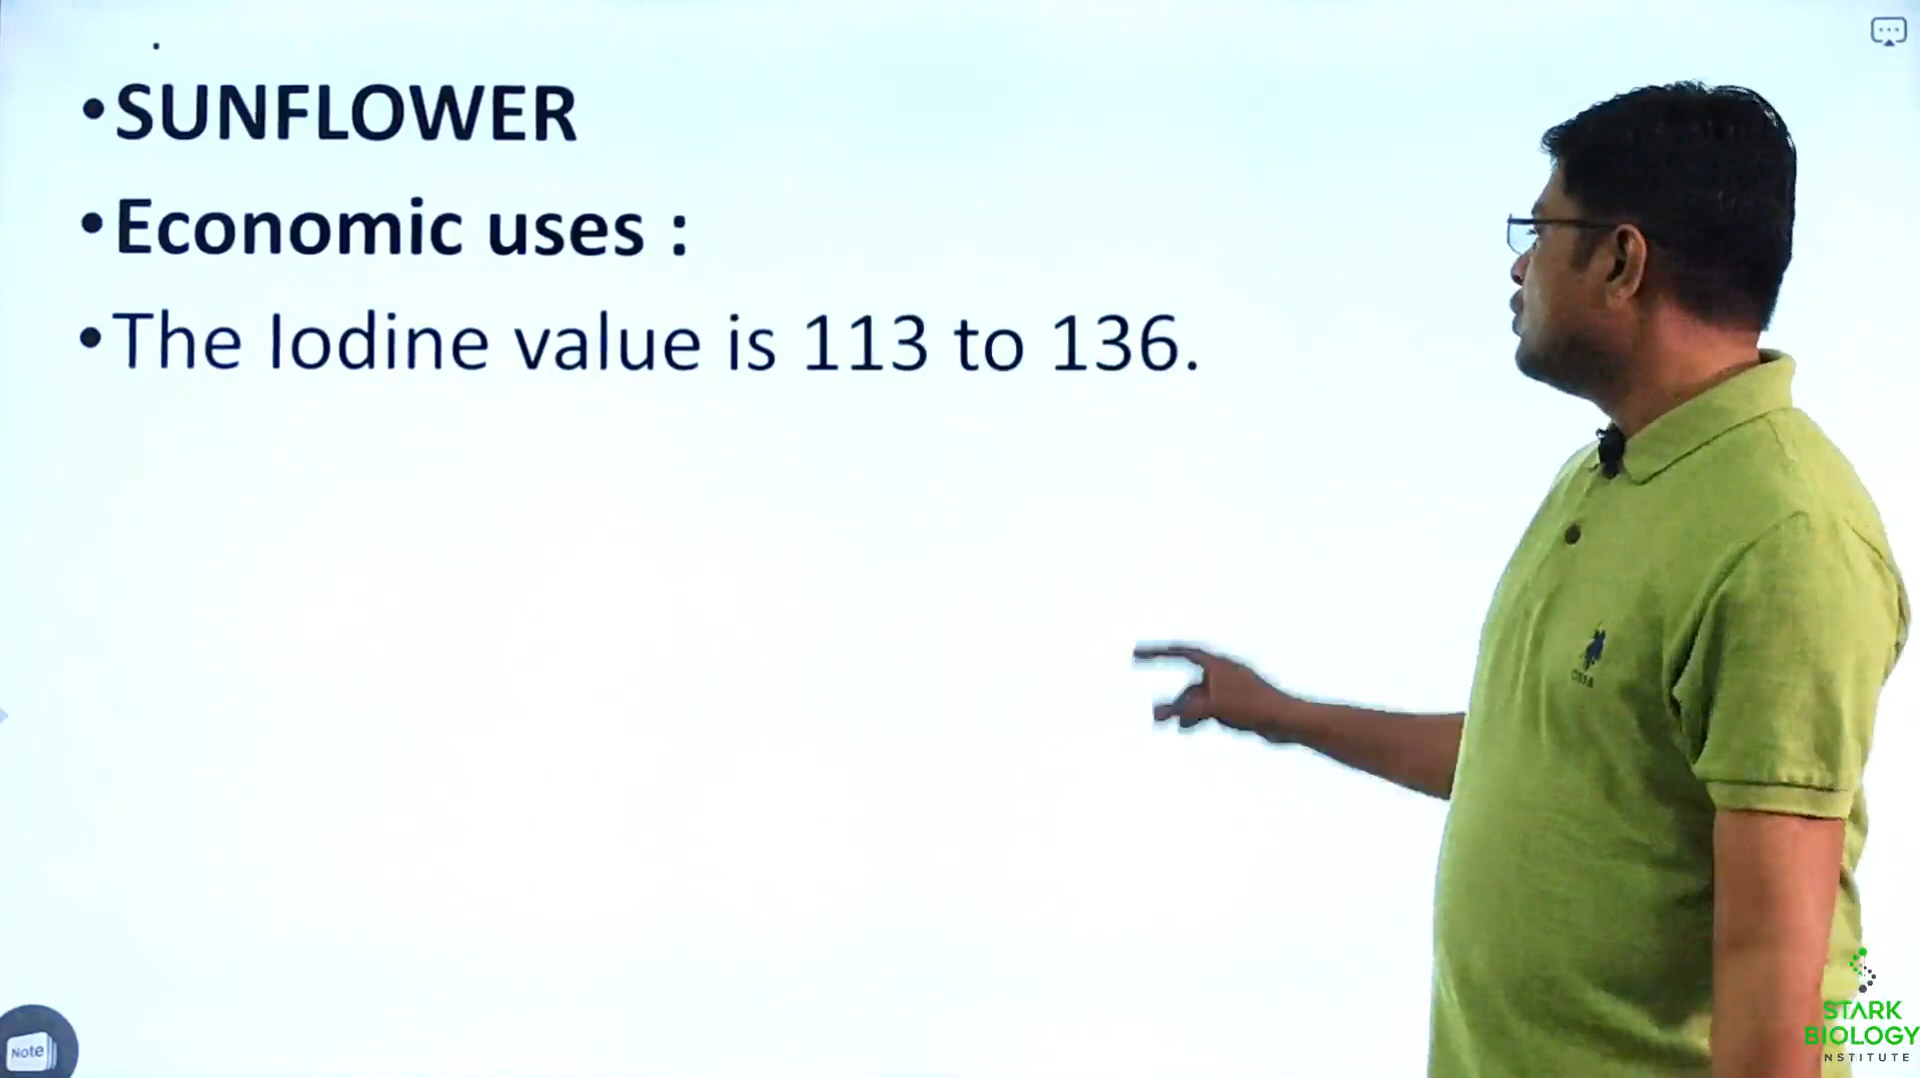 •SUNFLOWER
•Economic uses :
•The Iodine value is 113 to 136.
Note
STARK
BIOLOGY
INSTITUTE